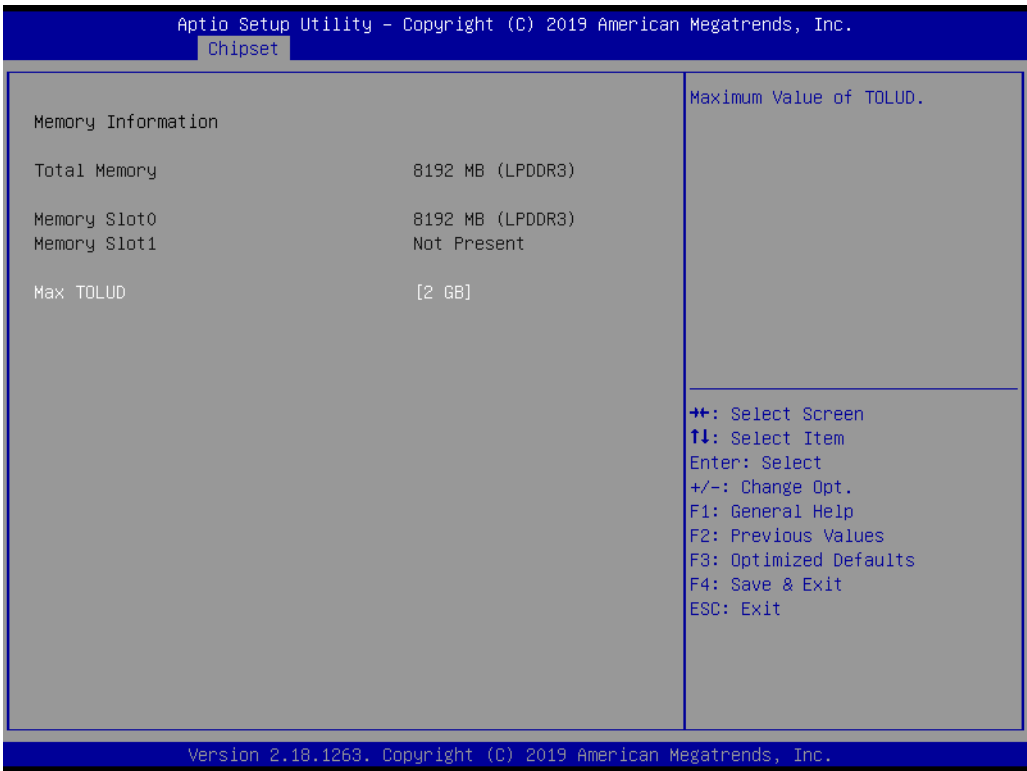 Aptio Setup Utility – Copyright (C) 2019 American Megatrends, Inc.
Chipset
Memory Information
Total Memory 8192 MB (LPDDR3)
Memory Slot0 8192 MB (LPDDR3)
Memory Slot1 Not Present
Max TOLUD [2 GB]
Maximum Value of TOLUD.
→←: Select Screen
↑↓: Select Item
Enter: Select
+/-: Change Opt.
F1: General Help
F2: Previous Values
F3: Optimized Defaults
F4: Save & Exit
ESC: Exit
Version 2.18.1263. Copyright (C) 2019 American Megatrends, Inc.